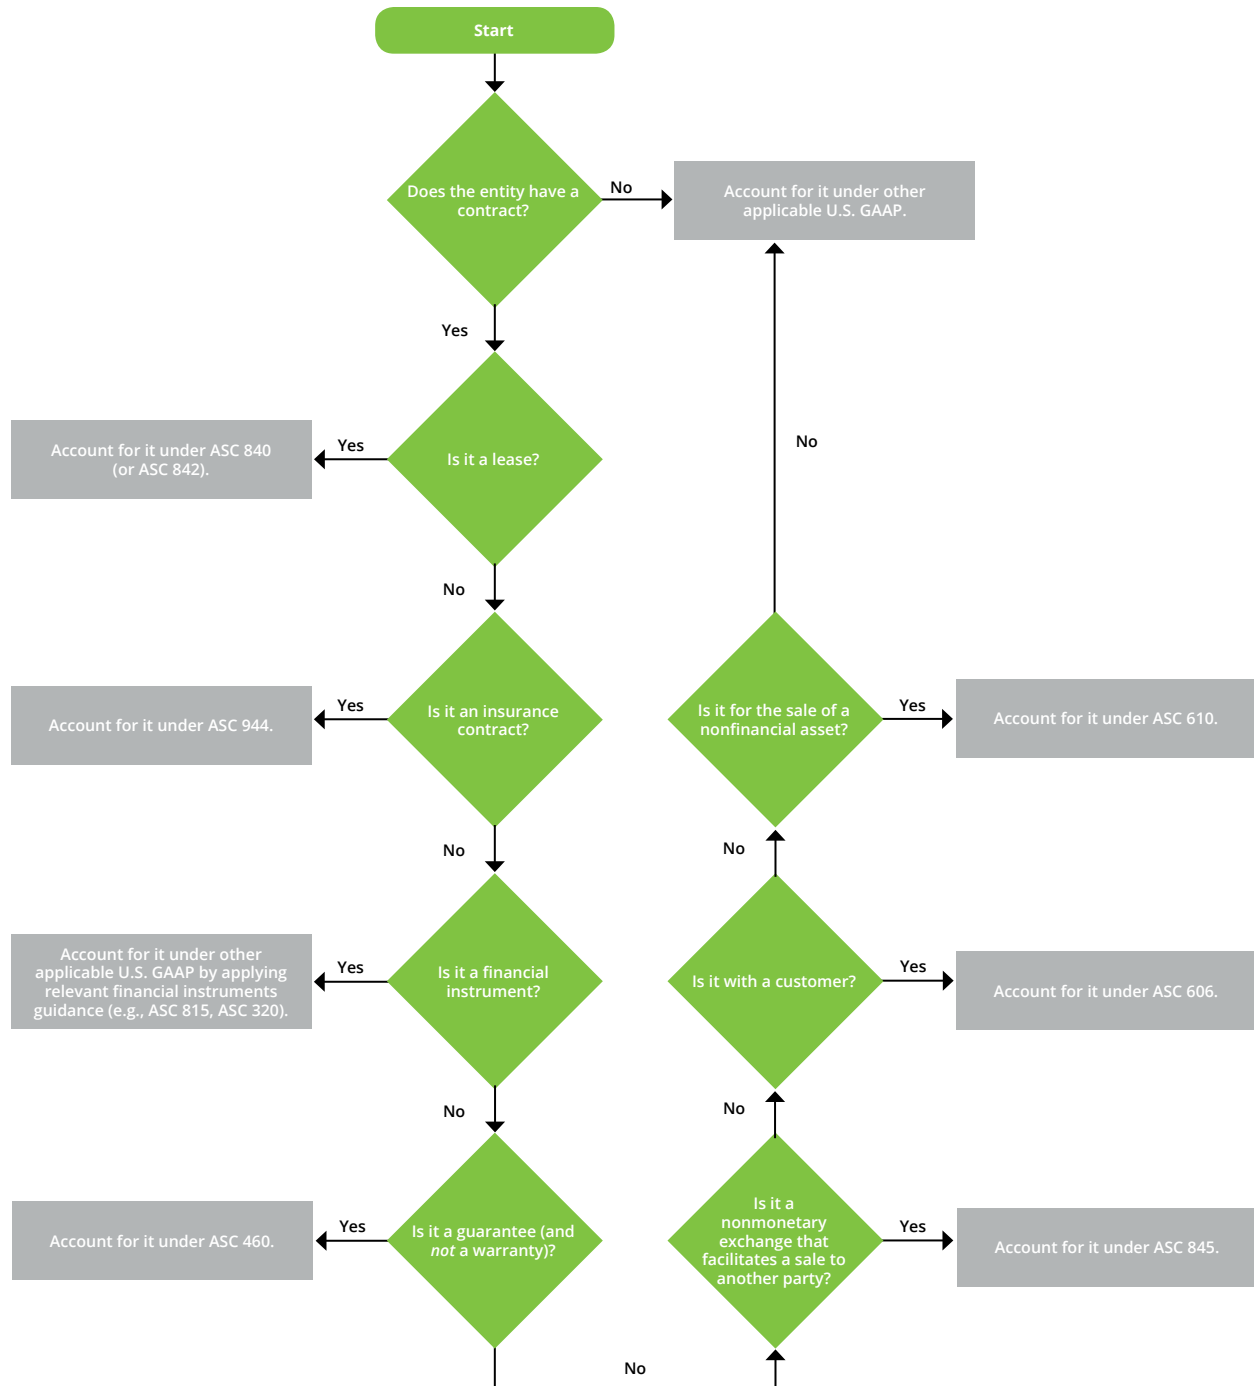 Start
Does the entity have a
contract?
No
Account for it under other
applicable U.S. GAAP.
Yes
Is it a lease?
Yes
Account for it under ASC 840
(or ASC 842).
No
No
Is it an insurance
contract?
Yes
Account for it under ASC 944.
Is it for the sale of a
nonfinancial asset?
Yes
Account for it under ASC 610.
No
No
Is it a financial
instrument?
Yes
Account for it under other
applicable U.S. GAAP by applying
relevant financial instruments
guidance (e.g., ASC 815, ASC 320).
Is it with a customer?
Yes
Account for it under ASC 606.
No
No
Is it a guarantee (and
not a warranty)?
Yes
Account for it under ASC 460.
Is it a
nonmonetary
exchange that
facilitates a sale to
another party?
Yes
Account for it under ASC 845.
No